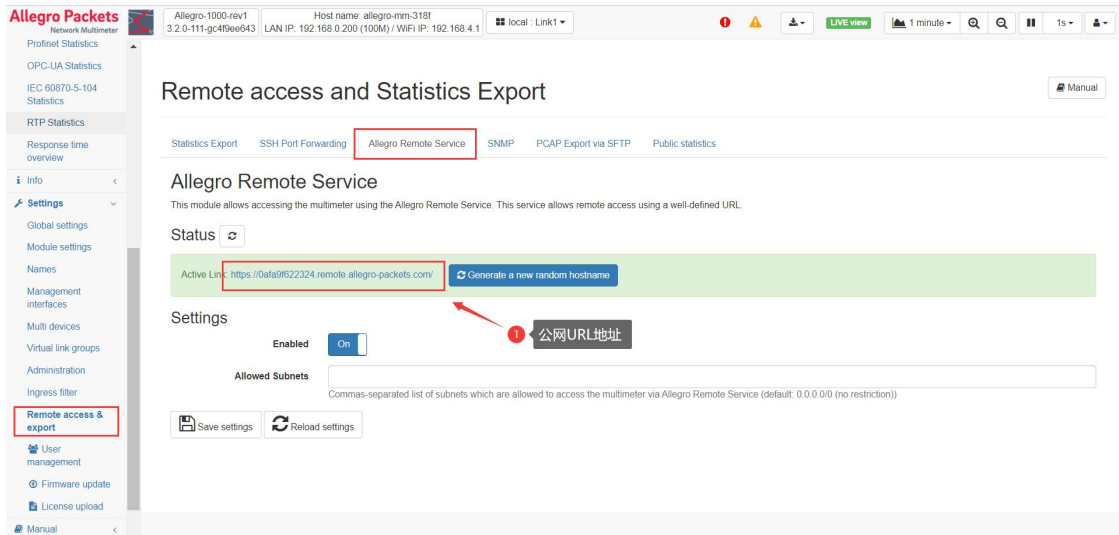 Allegro Packets
Network Multimeter
Allegro-1000-rev1
3.2.0-111-gc4f9ee643
Host name: allegro-mm-318f
LAN IP: 192.168.0.200 (100M) / WiFi IP: 192.168.4.1
local : Link1
LIVE view
1 minute
1s
Profinet Statistics
OPC-UA Statistics
IEC 60870-5-104
Statistics
RTP Statistics
Response time
overview
Info
Settings
Global settings
Module settings
Names
Management
interfaces
Multi devices
Virtual link groups
Administration
Ingress filter
Remote access &
export
User
management
Firmware update
License upload
Manual
Remote access and Statistics Export
Manual
Statistics Export
SSH Port Forwarding
Allegro Remote Service
SNMP
PCAP Export via SFTP
Public statistics
Allegro Remote Service
This module allows accessing the multimeter using the Allegro Remote Service. This service allows remote access using a well-defined URL.
Status
Active Link: https://0afa9f622324.remote.allegro-packets.com/
Generate a new random hostname
Settings
1 公网URL地址
Enabled On
Allowed Subnets
Commas-separated list of subnets which are allowed to access the multimeter via Allegro Remote Service (default: 0.0.0.0/0 (no restriction))
Save settings
Reload settings